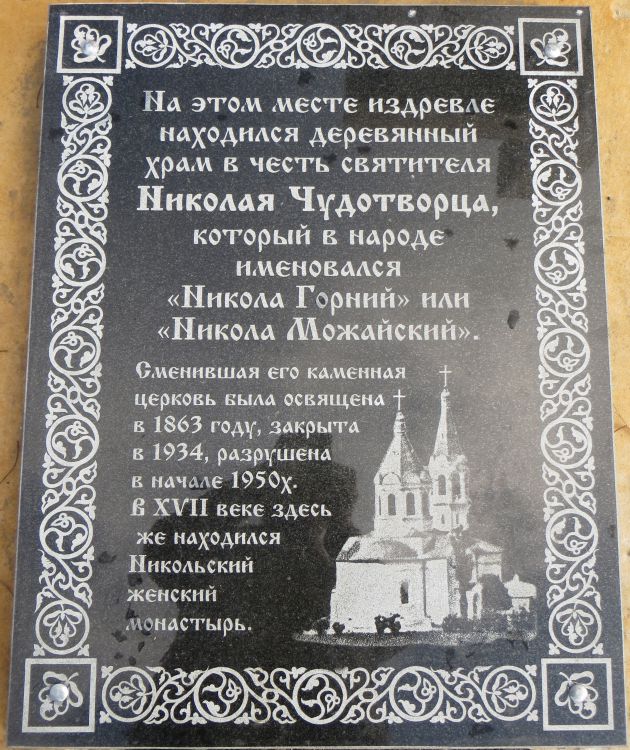 На этом месте издревле
находился деревянный
храм в честь святителя
Николая Чудотворца,
который в народе
именовался
«Никола Горний» или
«Никола Можайский».
Сменившая его каменная
церковь была освящена
в 1863 году, закрыта
в 1934, разрушена
в начале 1950х.
В XVII веке здесь
же находился
Никольский
женский
монастырь.